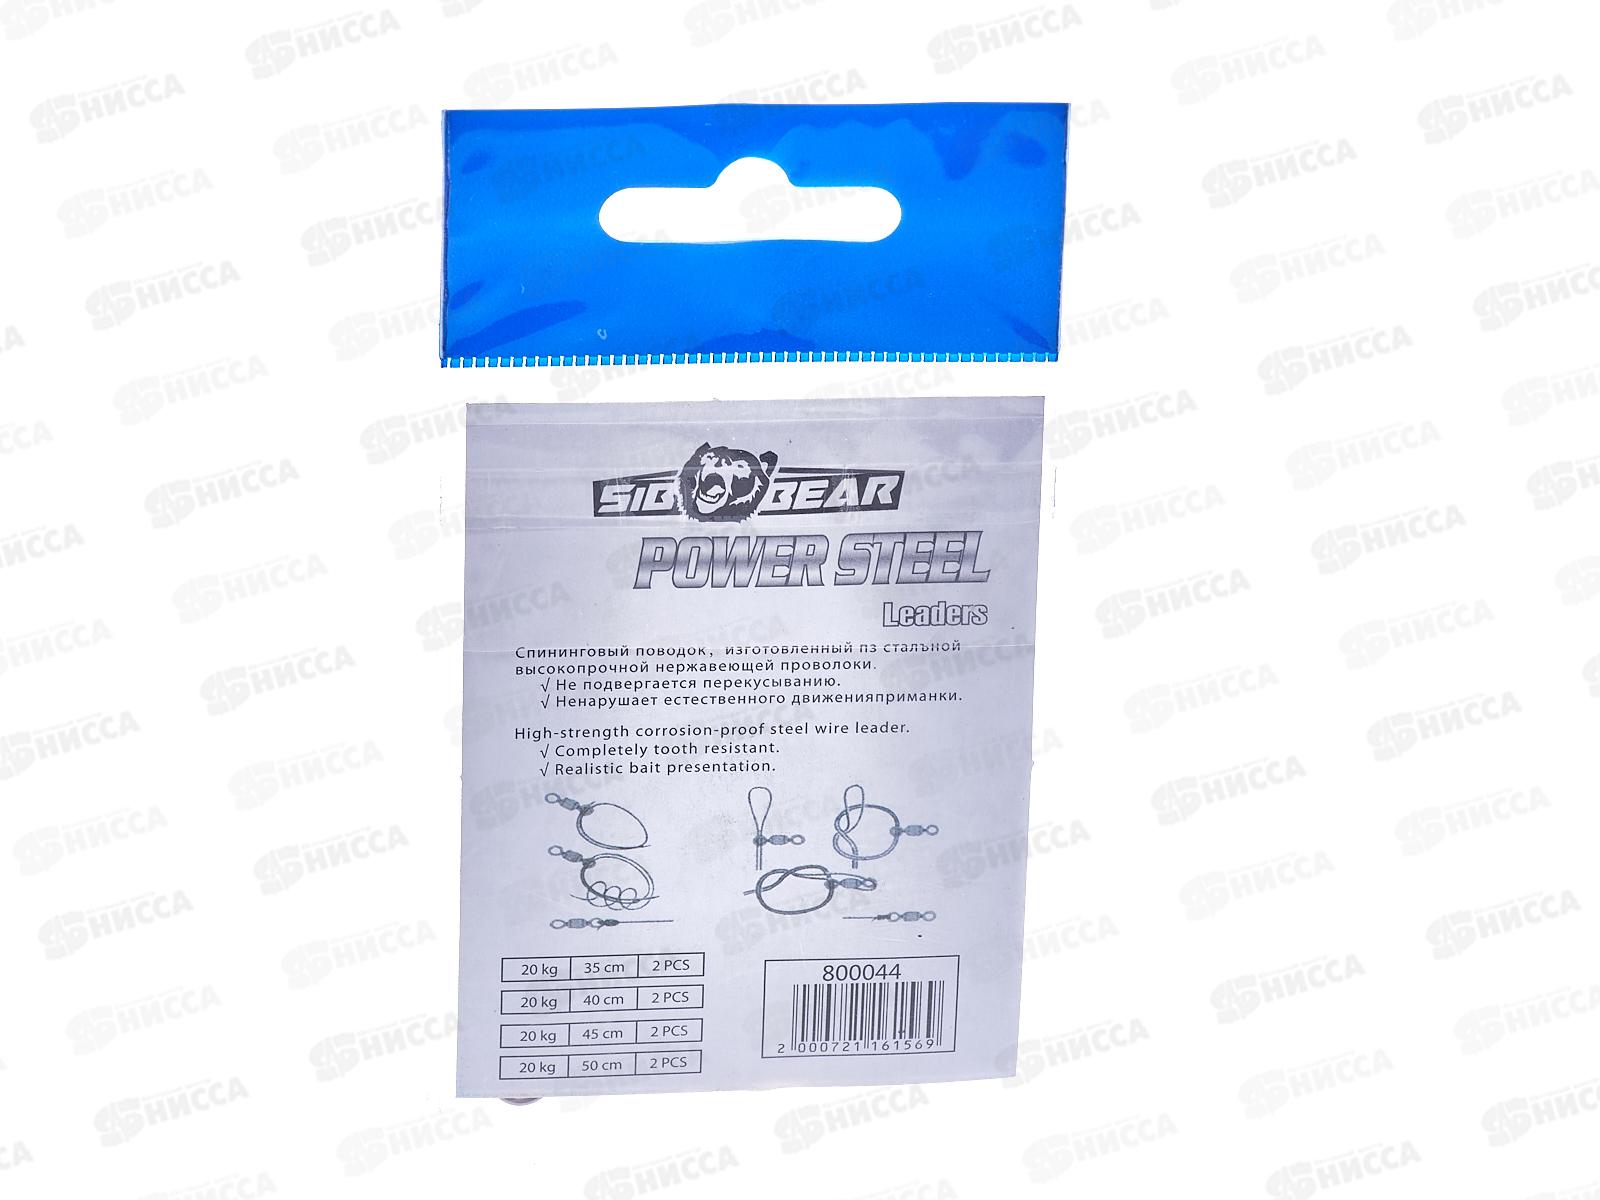 SIB BEAR
POWER STEEL
Leaders
Спининговый поводок, изготовленный пз стальной
высокопрочной нержавеющей проволоки.
√ Не подвергается перекусыванию.
√ Ненарушает естественного движенияприманки.
High-strength corrosion-proof steel wire leader.
√ Completely tooth resistant.
√ Realistic bait presentation.
20 kg 35 cm 2 PCS
20 kg 40 cm 2 PCS
20 kg 45 cm 2 PCS
20 kg 50 cm 2 PCS
800044
2 000721 161569
НИССА